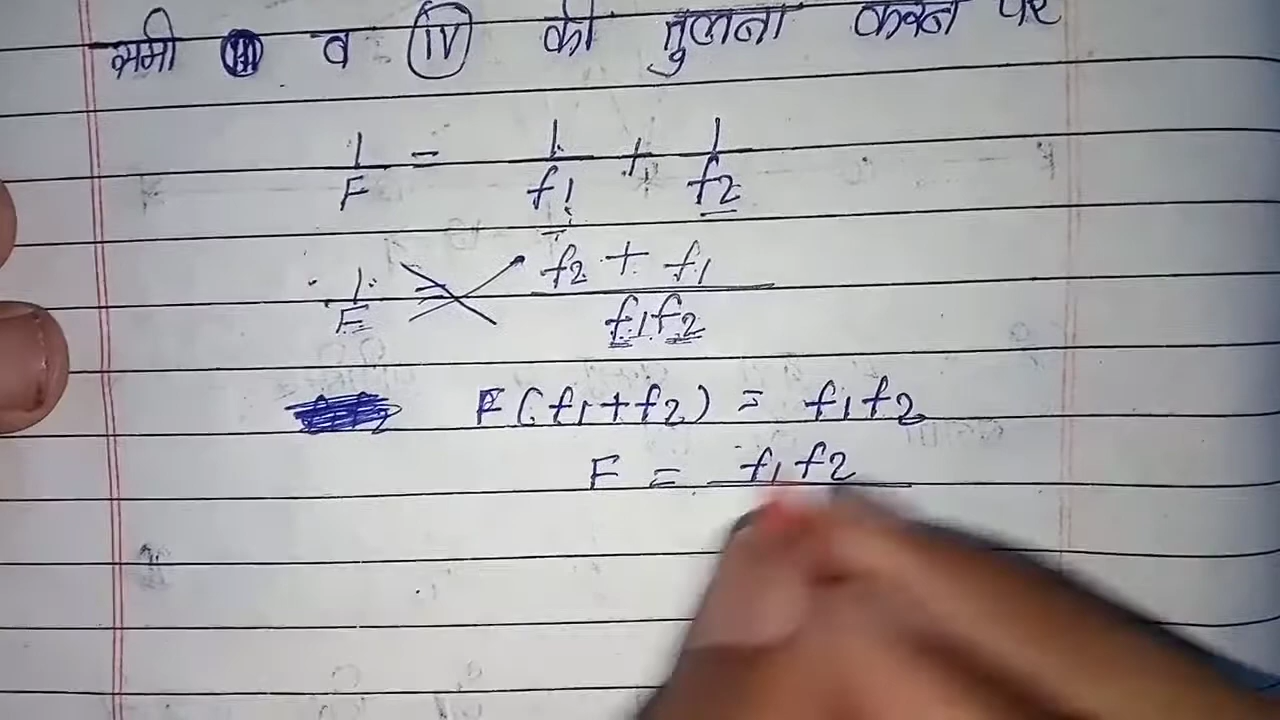 समी III व IV की तुलना करने पर
1/F = 1/f1 + 1/f2
1/F = f2 + f1 / f1f2
F(f1+f2) = f1f2
F = f1f2